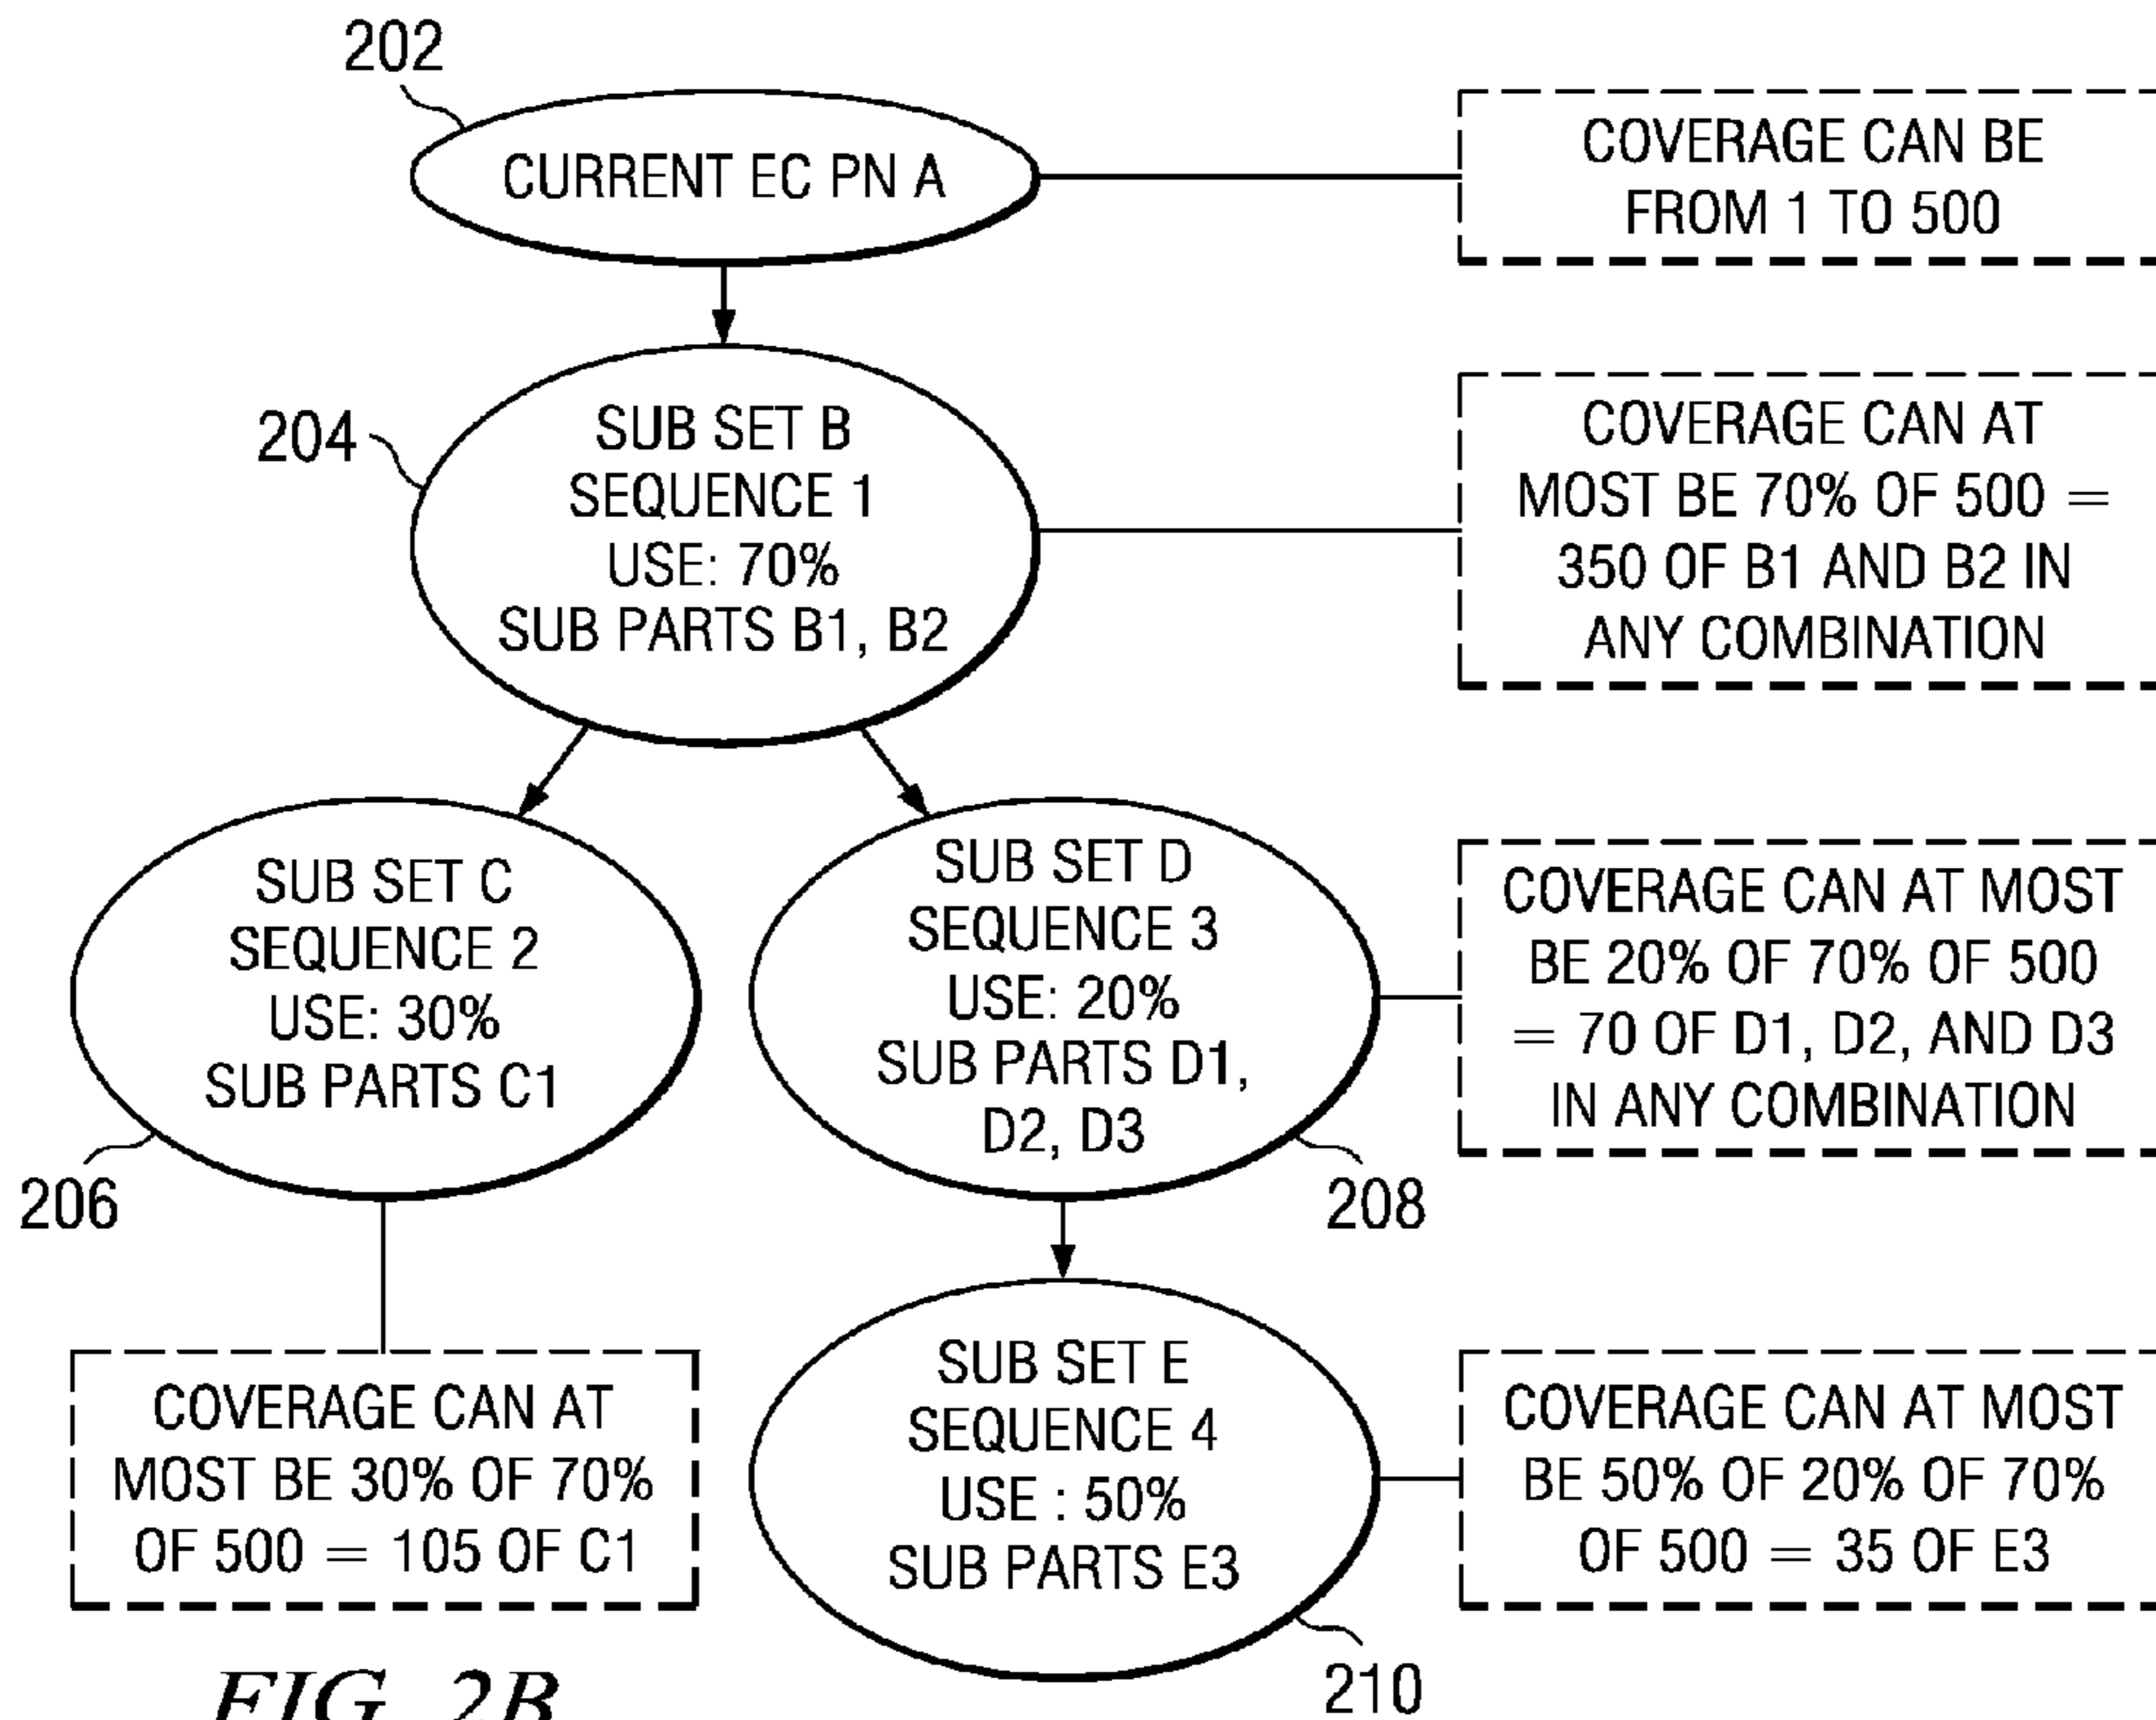 202
CURRENT EC PN A
COVERAGE CAN BE
FROM 1 TO 500
204
SUB SET B
SEQUENCE 1
USE: 70%
SUB PARTS B1, B2
COVERAGE CAN AT
MOST BE 70% OF 500 =
350 OF B1 AND B2 IN
ANY COMBINATION
SUB SET C
SEQUENCE 2
USE: 30%
SUB PARTS C1
206
SUB SET D
SEQUENCE 3
USE: 20%
SUB PARTS D1,
D2, D3
208
COVERAGE CAN AT MOST
BE 20% OF 70% OF 500
= 70 OF D1, D2, AND D3
IN ANY COMBINATION
COVERAGE CAN AT
MOST BE 30% OF 70%
OF 500 = 105 OF C1
SUB SET E
SEQUENCE 4
USE : 50%
SUB PARTS E3
210
COVERAGE CAN AT MOST
BE 50% OF 20% OF 70%
OF 500 = 35 OF E3
FIG. 2B